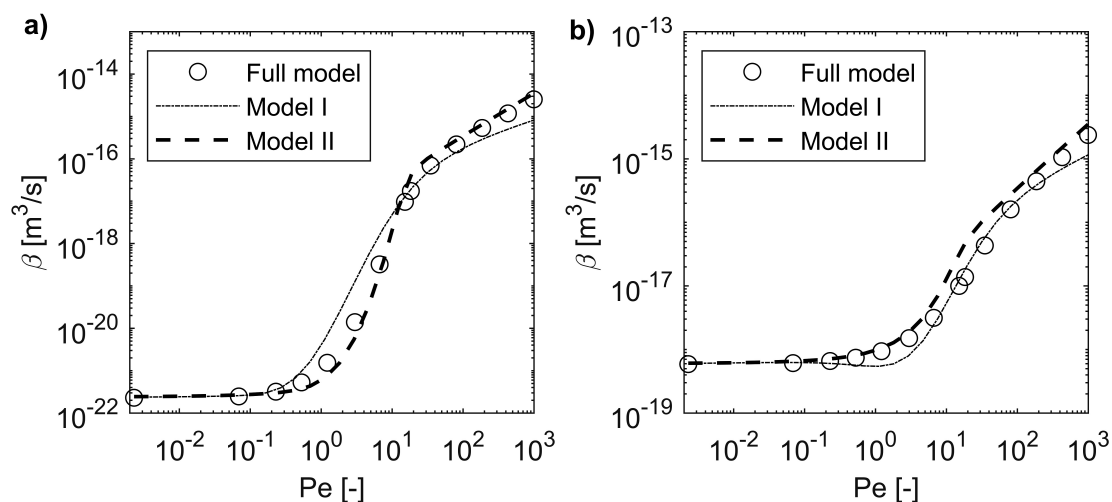 a)
Full model
Model I
Model II
10^-14
10^-16
10^-18
10^-20
10^-22
β [m^3/s]
10^-2 10^-1 10^0 10^1 10^2 10^3
Pe [-]
b)
Full model
Model I
Model II
10^-13
10^-15
10^-17
10^-19
β [m^3/s]
10^-2 10^-1 10^0 10^1 10^2 10^3
Pe [-]